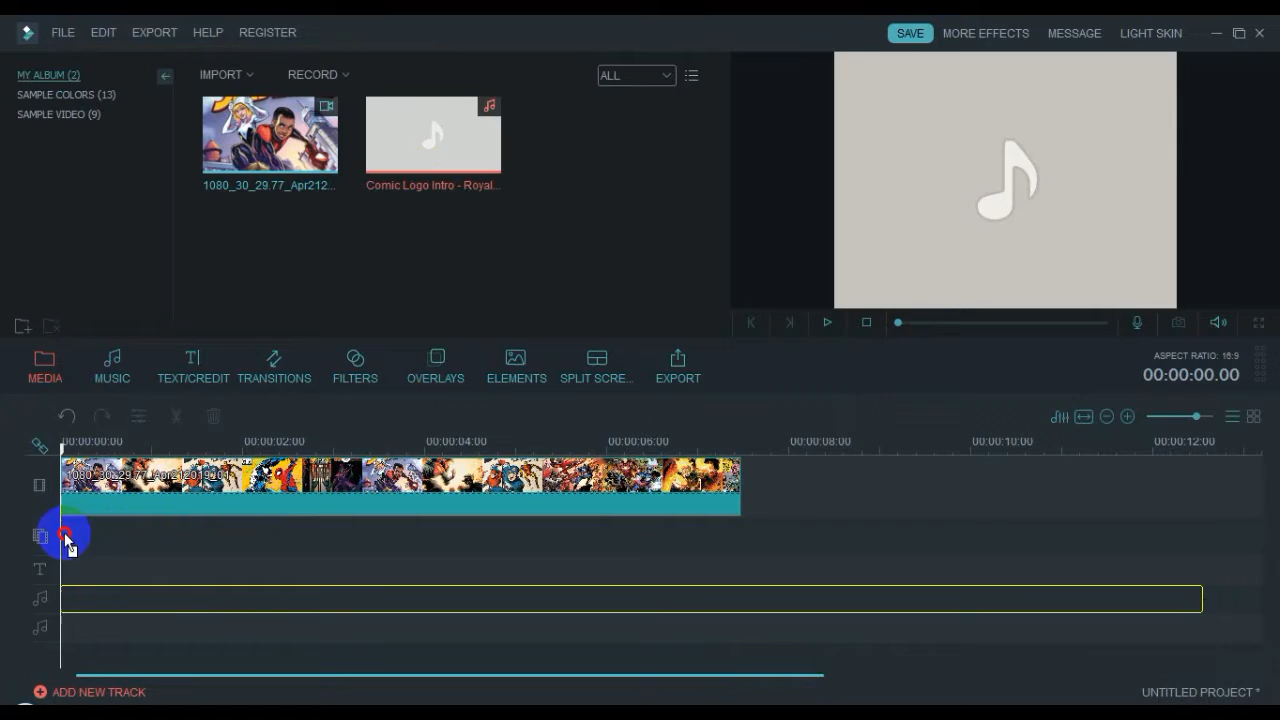 FILE EDIT EXPORT HELP REGISTER SAVE MORE EFFECTS MESSAGE LIGHT SKIN
MY ALBUM (2)
SAMPLE COLORS (13)
SAMPLE VIDEO (9)
IMPORT RECORD ALL
1080_30_29.77_Apr212... Comic Logo Intro - Royal...
MEDIA MUSIC TEXT/CREDIT TRANSITIONS FILTERS OVERLAYS ELEMENTS SPLIT SCRE... EXPORT
ASPECT RATIO: 16:9
00:00:00.00
00:00:00:00 00:00:02:00 00:00:04:00 00:00:06:00 00:00:08:00 00:00:10:00 00:00:12:00
1080_30_29.77_Apr212019_01
ADD NEW TRACK UNTITLED PROJECT *